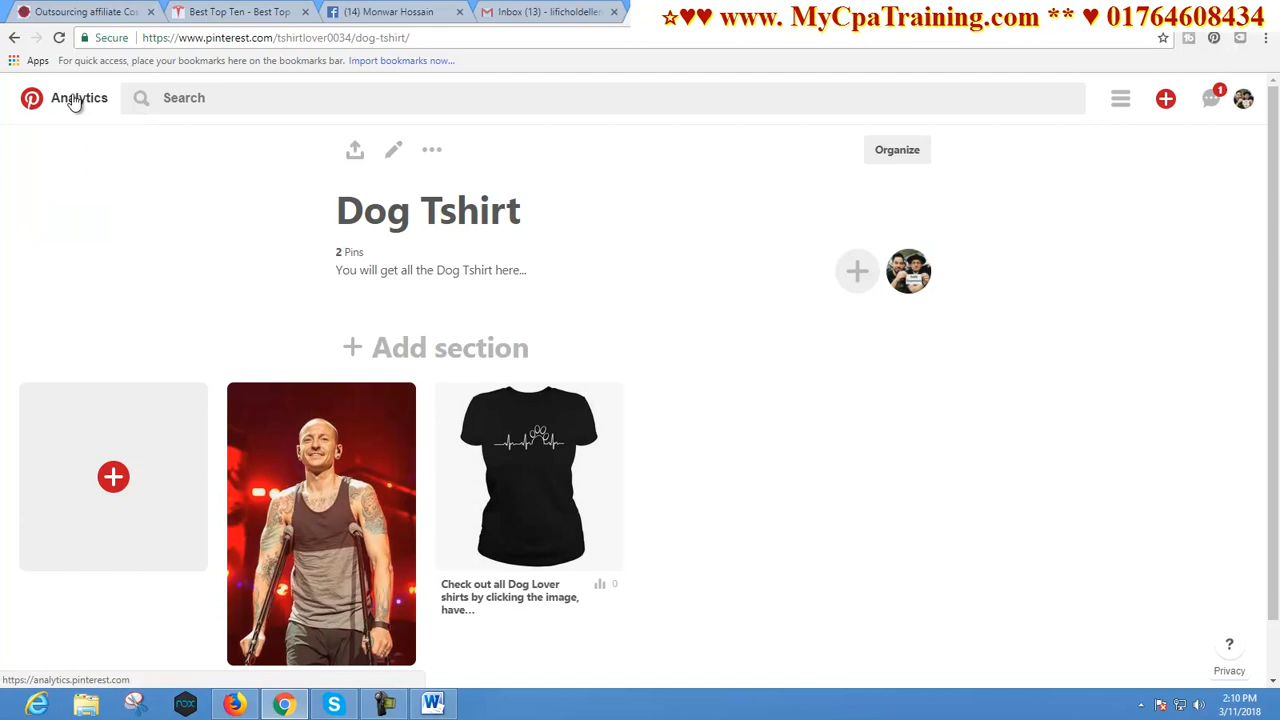 Outsourcing affiliate Co
Best Top Ten - Best Top
(14) Monwar Hossain
Inbox (13) - lificholdeller
☆♥♥ www. MyCpaTraining.com ** ♥ 01764608434
Secure
https://www.pinterest.com/tshirtlover0034/dog-tshirt/
Apps
For quick access, place your bookmarks here on the bookmarks bar. Import bookmarks now...
Analytics
Search
1
Organize
Dog Tshirt
2 Pins
You will get all the Dog Tshirt here...
+ Add section
Check out all Dog Lover
shirts by clicking the image,
have...
0
?
Privacy
https://analytics.pinterest.com
2:10 PM
3/11/2018